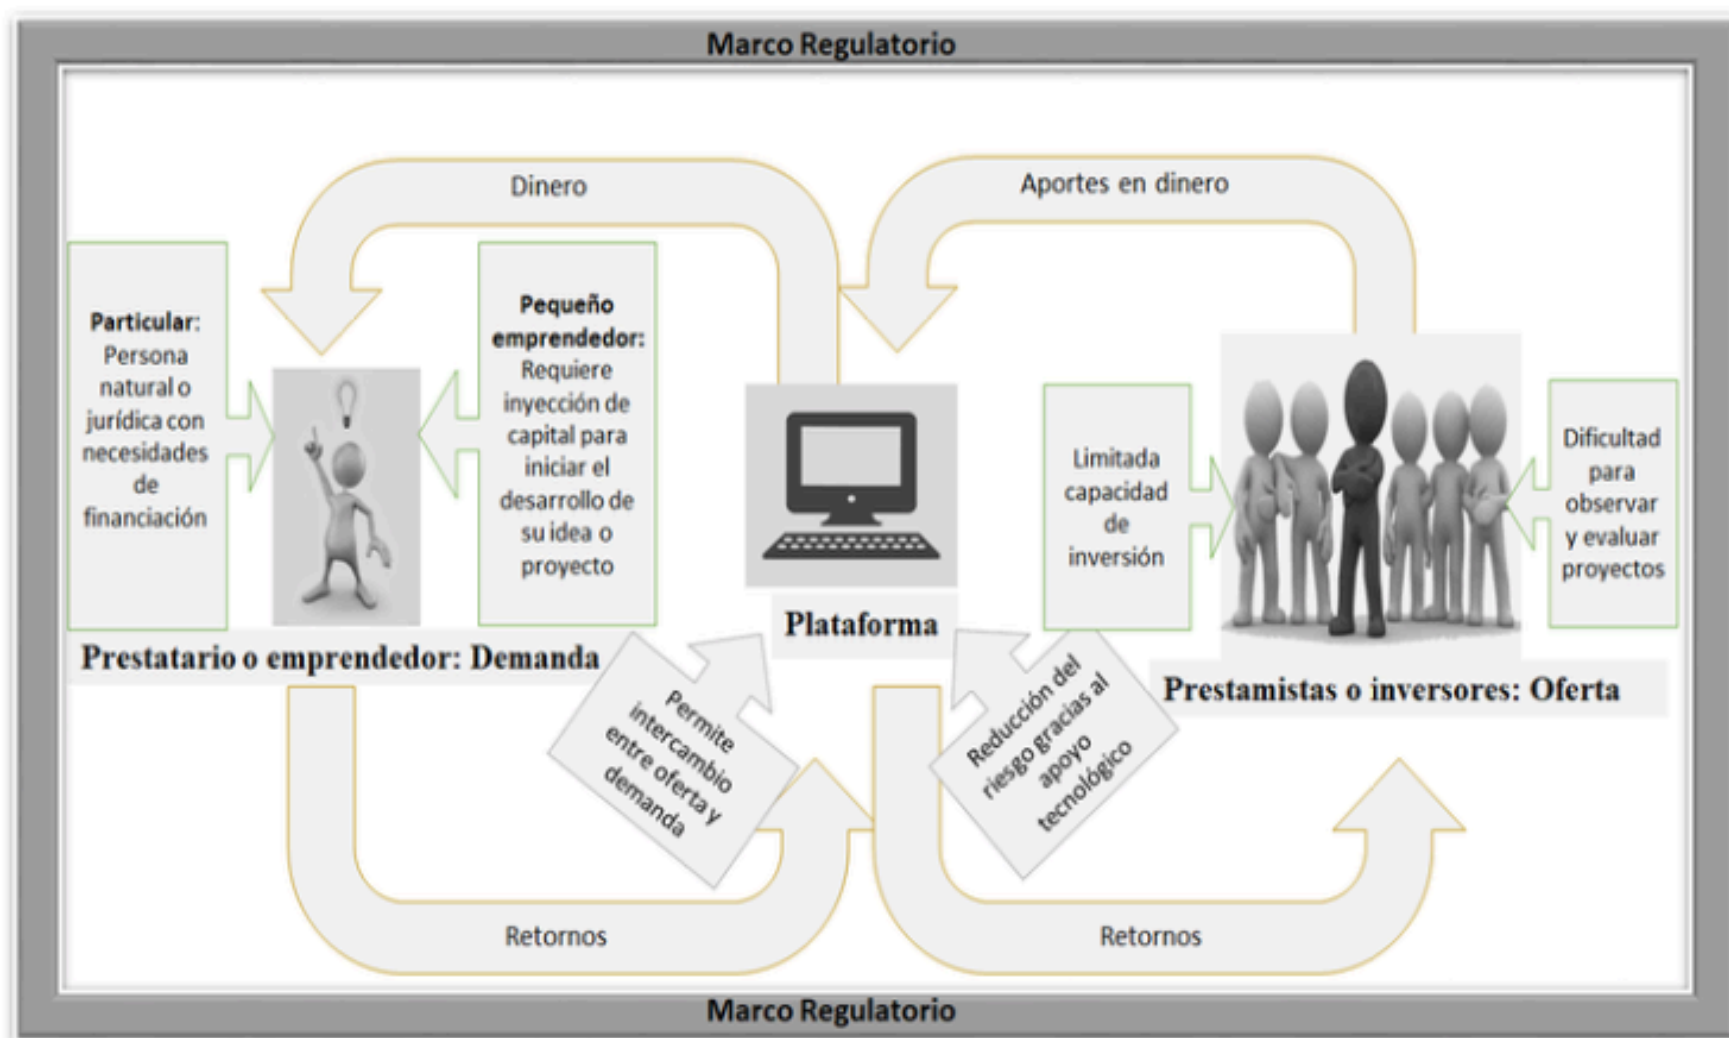 Marco Regulatorio
Dinero
Aportes en dinero
Particular:
Persona
natural o
jurídica con
necesidades
de
financiación
Pequeño
emprendedor:
Requiere
inyección de
capital para
iniciar el
desarrollo de
su idea o
proyecto
Limitada
capacidad
de
inversión
Dificultad
para
observar
y evaluar
proyectos
Plataforma
Prestatario o emprendedor: Demanda
Prestamistas o inversores: Oferta
Permite
intercambio
entre oferta y
demanda
Reducción del
riesgo gracias al
apoyo
tecnológico
Retornos
Retornos
Marco Regulatorio